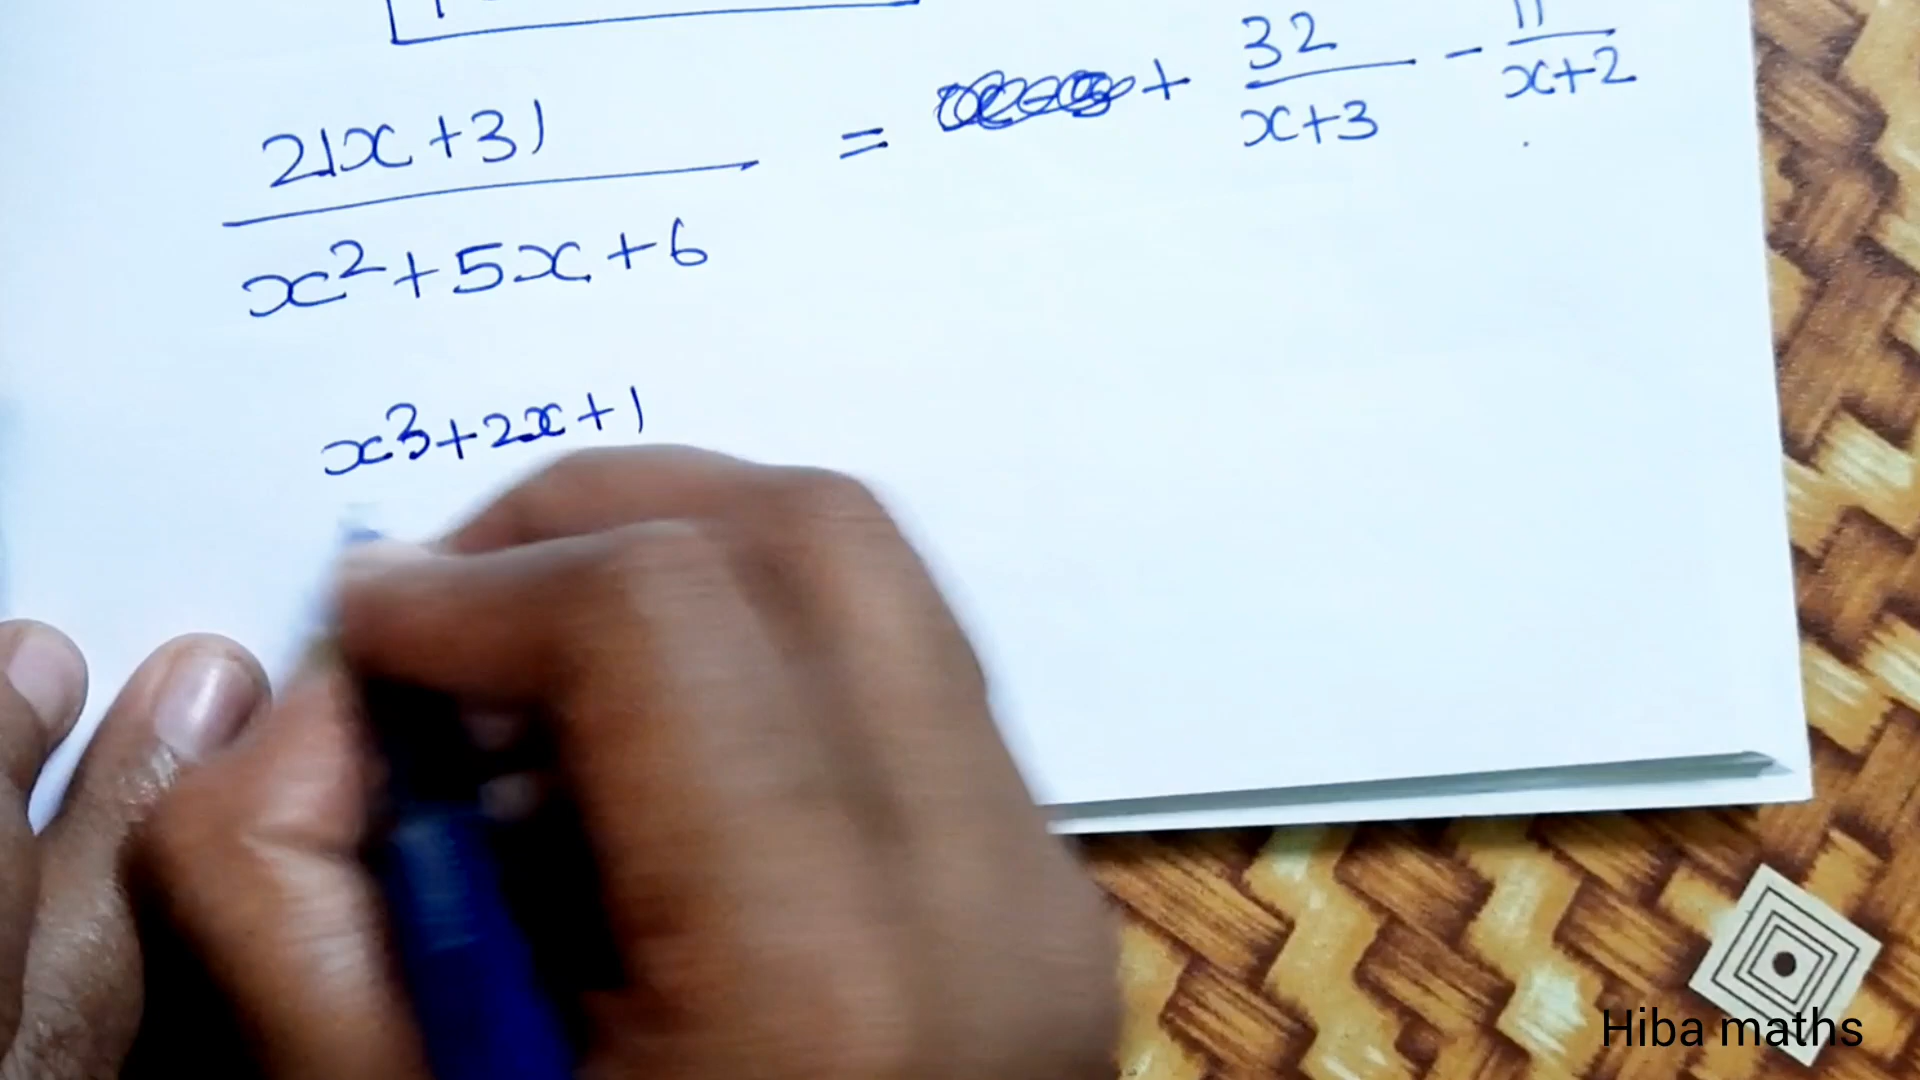 21x+31
x²+5x+6
= + 32/x+3 - 11/x+2
x³+2x+1
Hiba maths